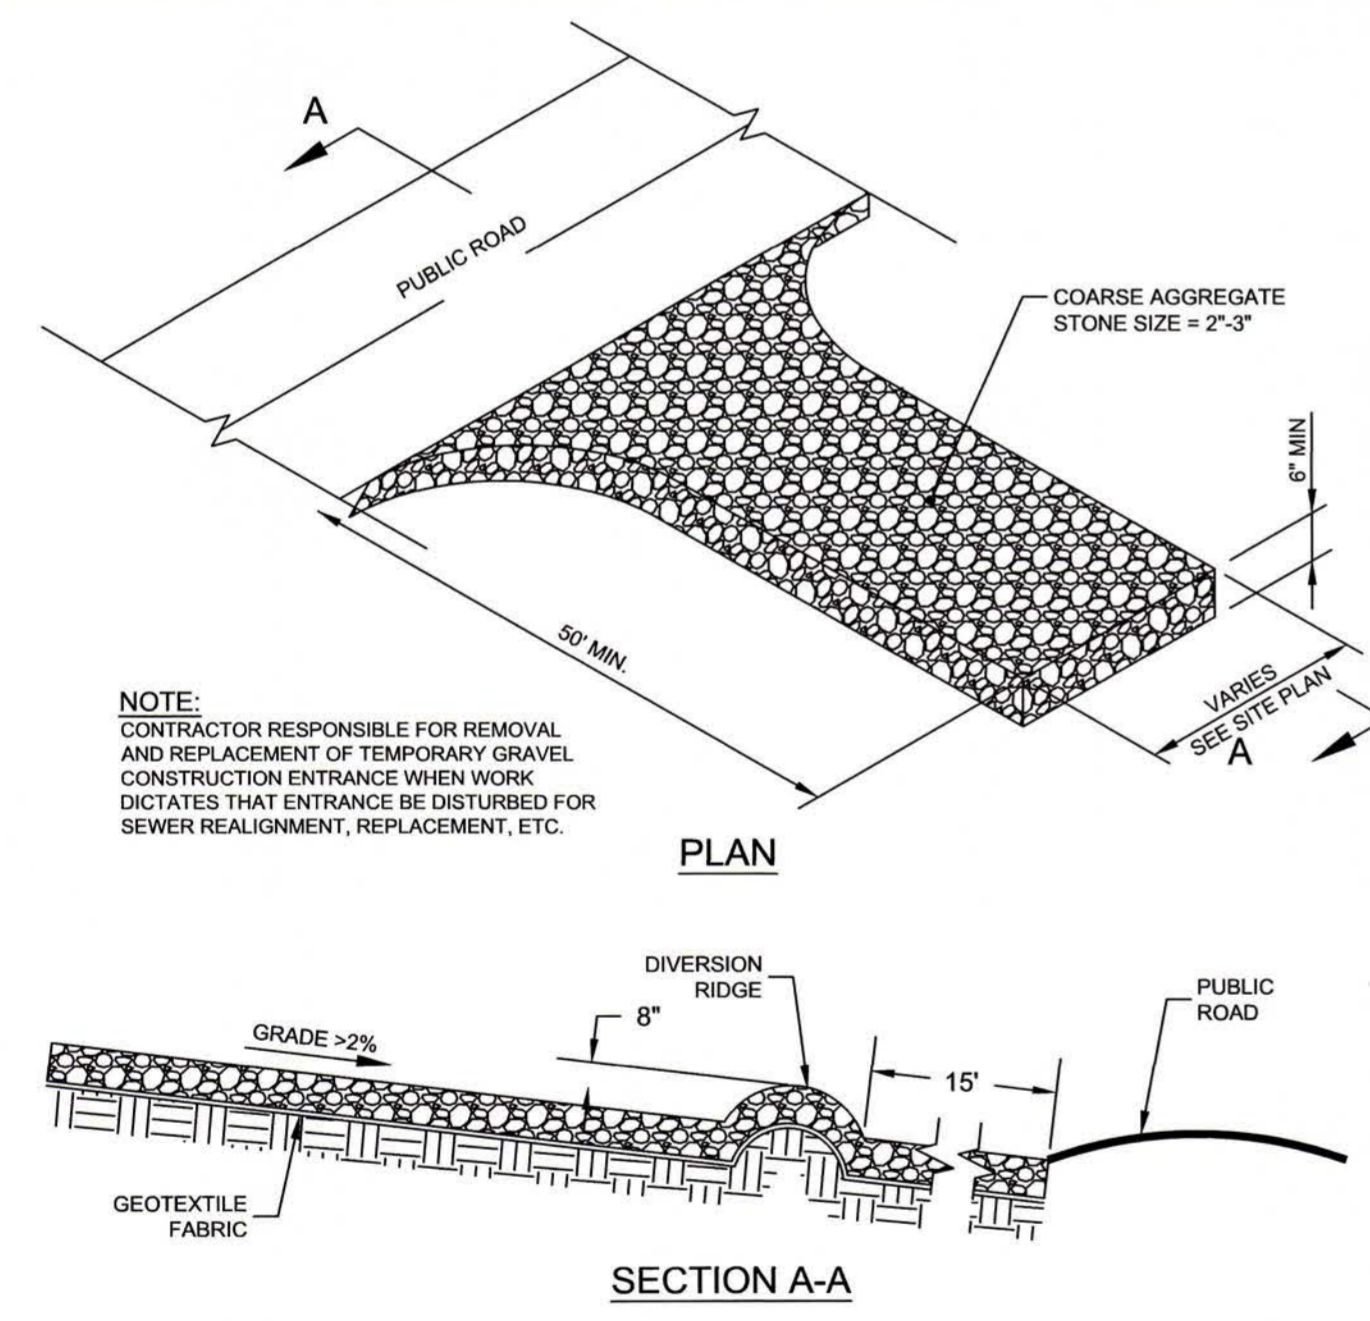 A
PUBLIC ROAD
COARSE AGGREGATE
STONE SIZE = 2"-3"
6" MIN
50' MIN.
VARIES
SEE SITE PLAN
A
NOTE:
CONTRACTOR RESPONSIBLE FOR REMOVAL
AND REPLACEMENT OF TEMPORARY GRAVEL
CONSTRUCTION ENTRANCE WHEN WORK
DICTATES THAT ENTRANCE BE DISTURBED FOR
SEWER REALIGNMENT, REPLACEMENT, ETC.
PLAN
DIVERSION
RIDGE
PUBLIC
ROAD
8"
GRADE >2%
15'
GEOTEXTILE
FABRIC
SECTION A-A